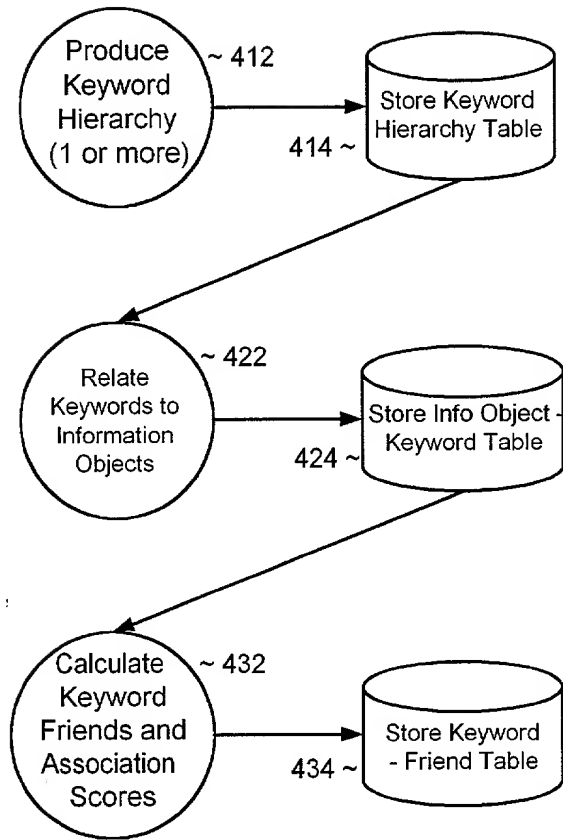 Produce
Keyword
Hierarchy
(1 or more)
~ 412
Store Keyword
Hierarchy Table
414 ~
Relate
Keywords to
Information
Objects
~ 422
Store Info Object -
Keyword Table
424 ~
Calculate
Keyword
Friends and
Association
Scores
~ 432
Store Keyword
- Friend Table
434 ~